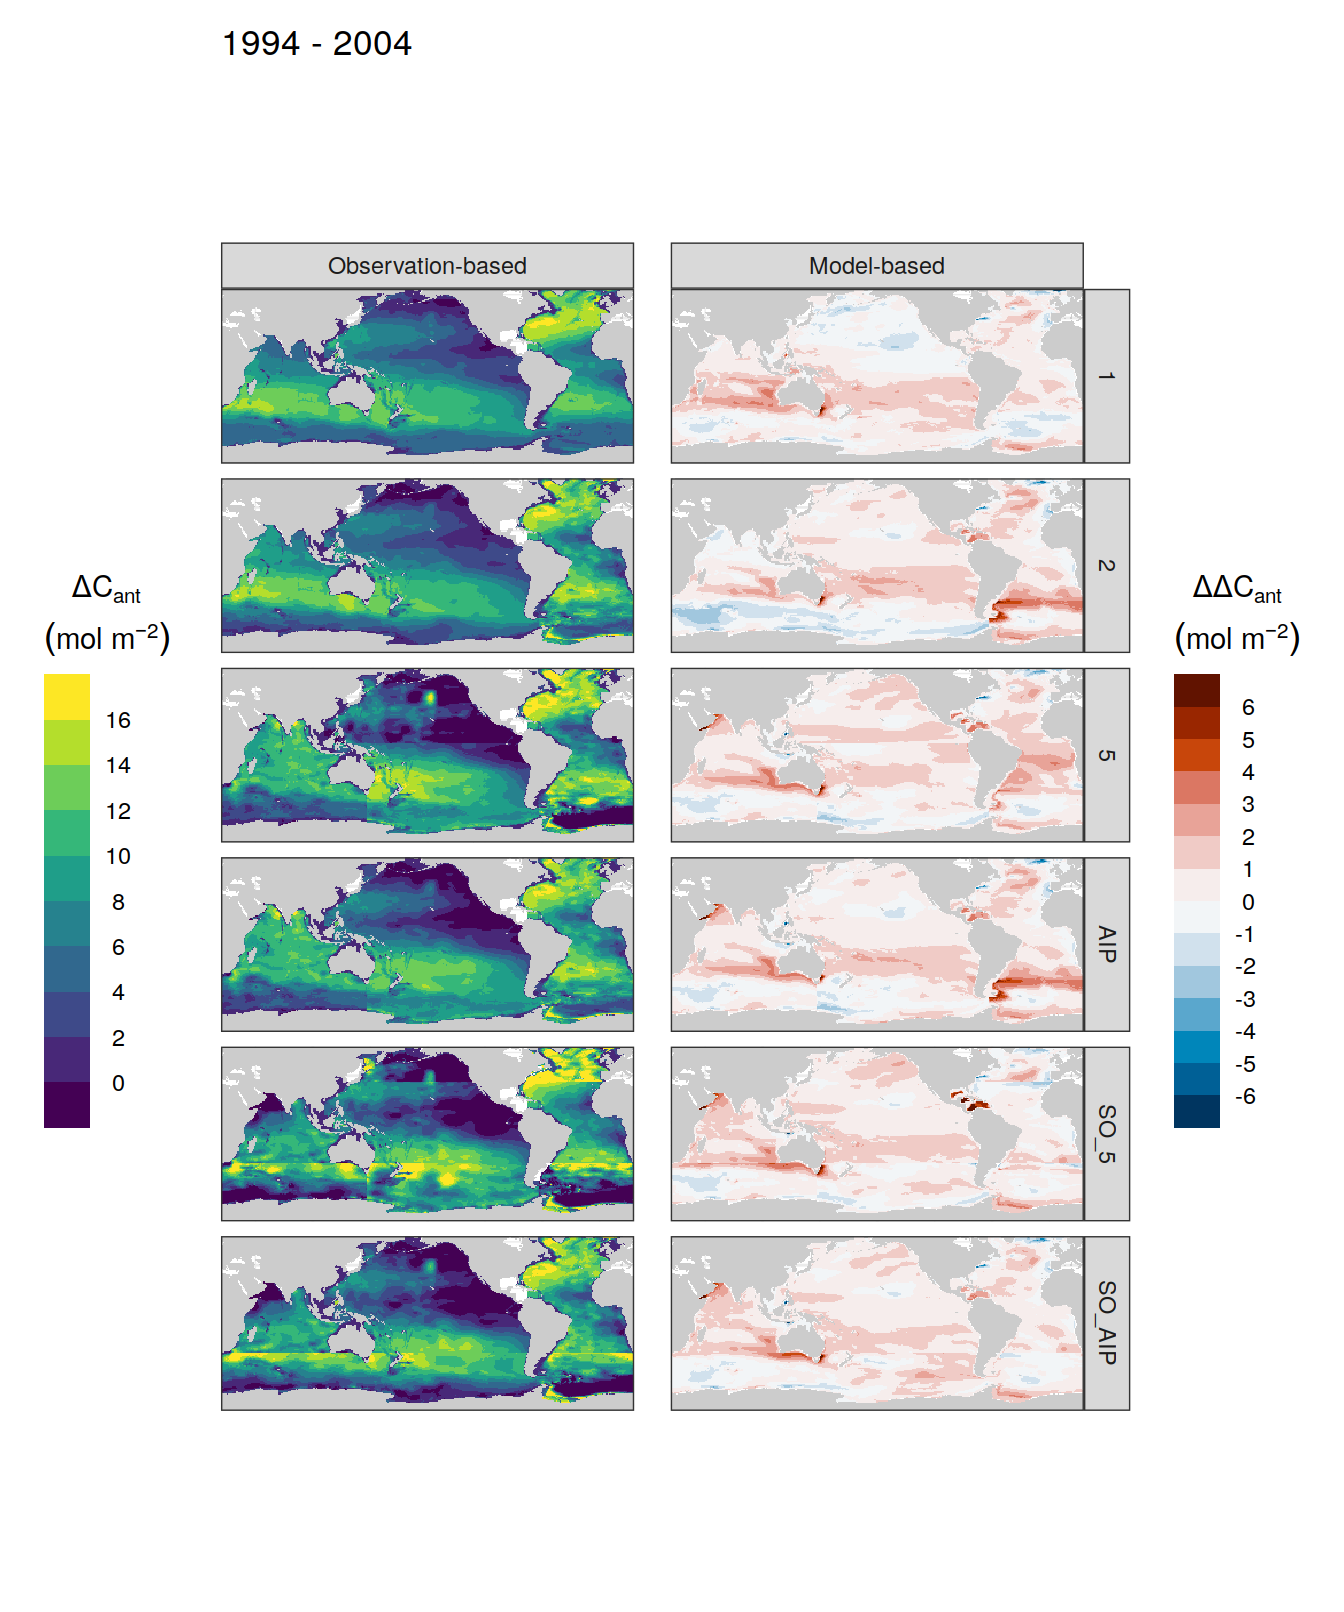 1994 - 2004
Observation-based
Model-based
1
2
5
AIP
SO_5
SO_AIP
ΔCant
(mol m−2)
16
14
12
10
8
6
4
2
0
ΔΔCant
(mol m−2)
6
5
4
3
2
1
0
-1
-2
-3
-4
-5
-6